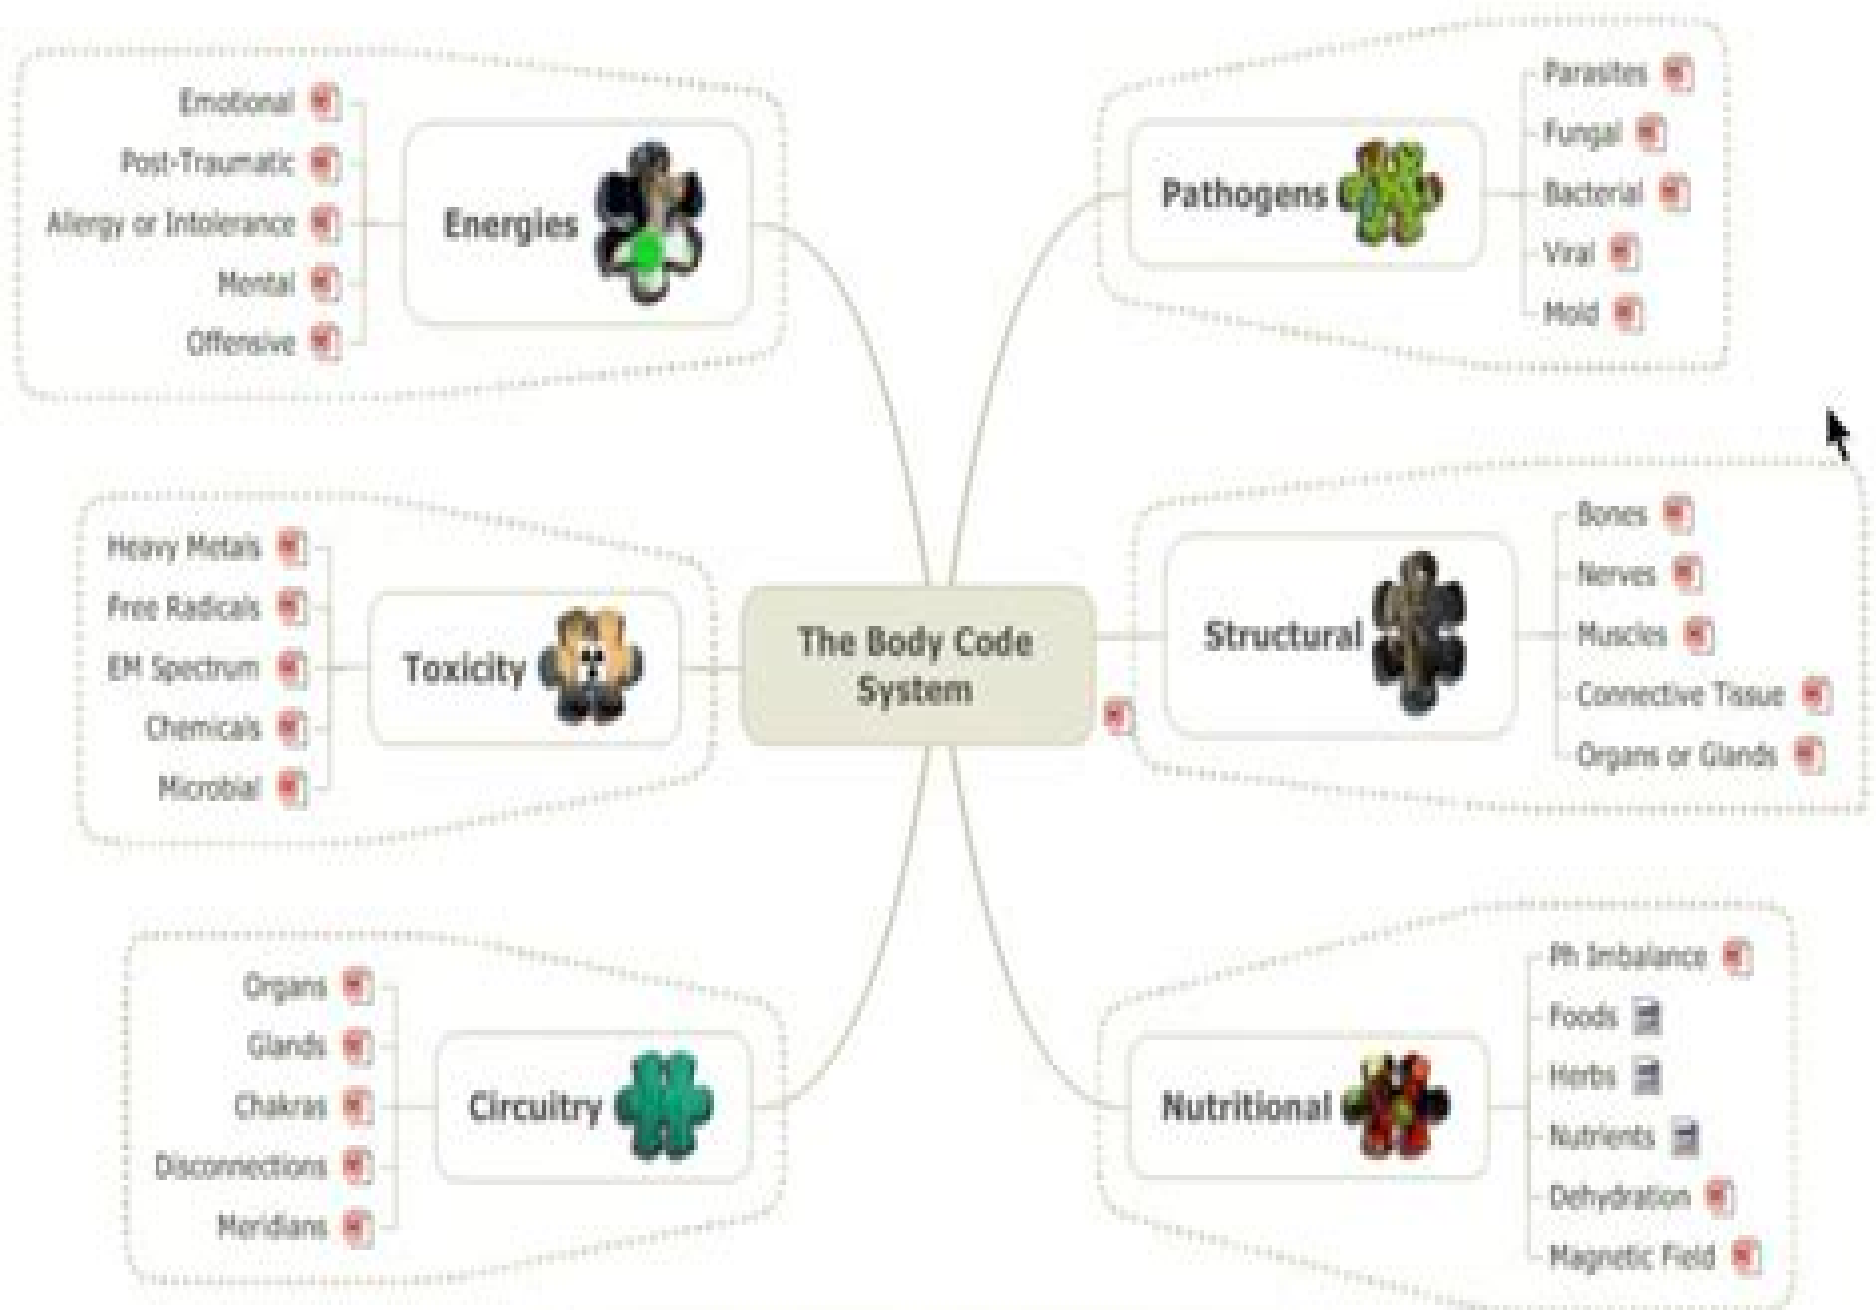 Emotional
Post-Traumatic
Allergy or Intolerance
Mental
Offensive
Energies
Pathogens
Parasites
Fungal
Bacterial
Viral
Mold
Heavy Metals
Free Radicals
EM Spectrum
Chemicals
Microbial
Toxicity
The Body Code
System
Structural
Bones
Nerves
Muscles
Connective Tissue
Organs or Glands
Organs
Glands
Chakras
Disconnections
Meridians
Circuitry
Nutritional
Ph Imbalance
Foods
Herbs
Nutrients
Dehydration
Magnetic Field